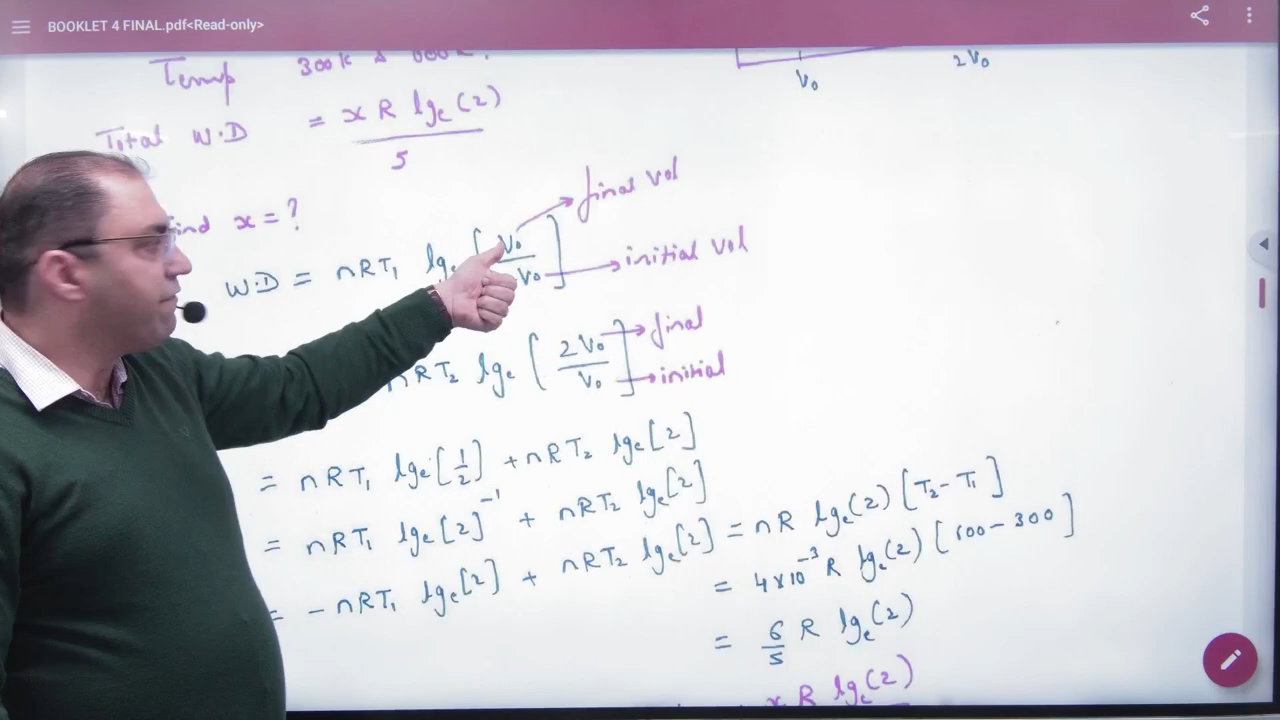 BOOKLET 4 FINAL.pdf<Read-only>
Temp 300k &
V₀ 2V₀
Total W.D = x R lgₑ(2) / 5
find x = ?
W.D = nRT₁ lgₑ [V₀ / V₀]
final vol
initial vol
nRT₂ lgₑ [2V₀ / V₀]
final
initial
= nRT₁ lgₑ[1/2] + nRT₂ lgₑ[2]
= nRT₁ lgₑ[2]⁻¹ + nRT₂ lgₑ[2]
= - nRT₁ lgₑ[2] + nRT₂ lgₑ[2] = nR lgₑ(2) [T₂ - T₁]
= 4×10⁻³ R lgₑ(2) [600 - 300]
= 6/5 R lgₑ(2)
x R lgₑ(2)